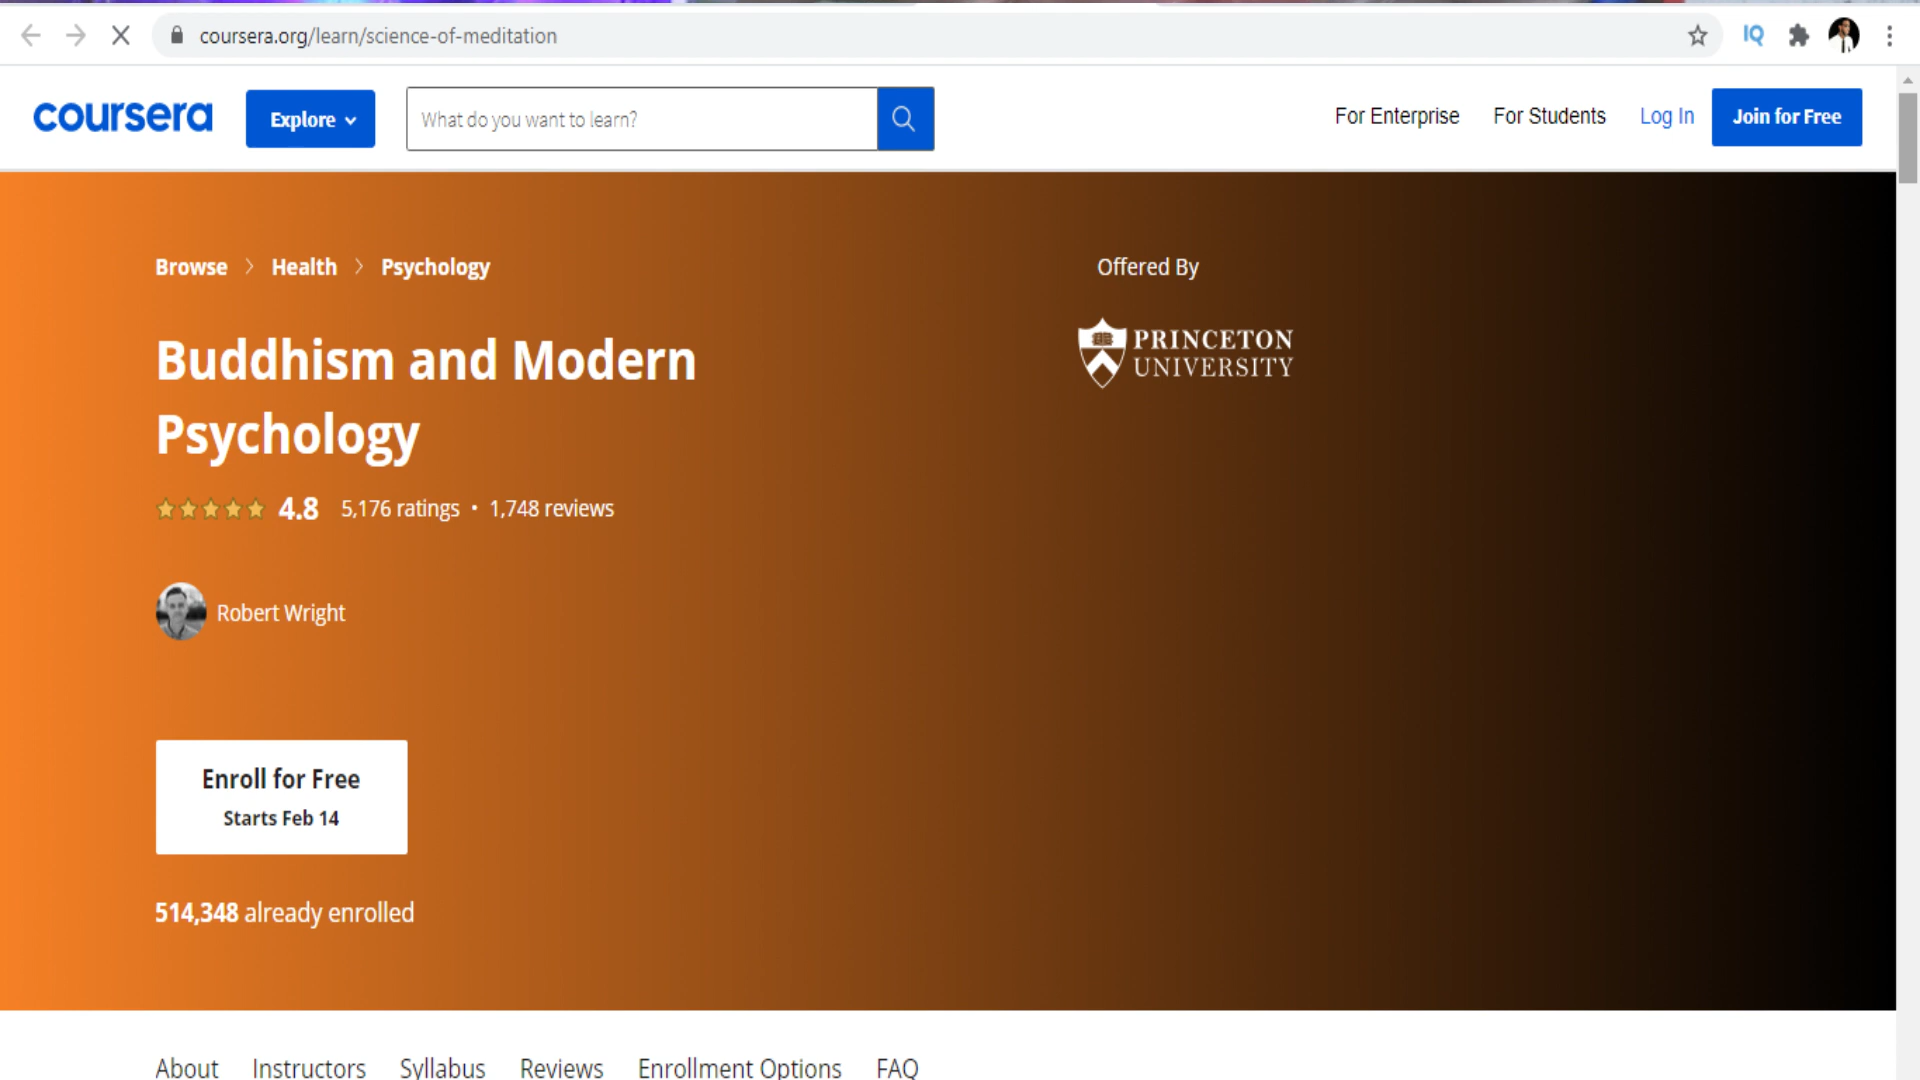 coursera.org/learn/science-of-meditation
IQ
coursera
Explore
What do you want to learn?
For Enterprise
For Students
Log In
Join for Free
Browse > Health > Psychology
Offered By
PRINCETON
UNIVERSITY
Buddhism and Modern
Psychology
4.8 5,176 ratings • 1,748 reviews
Robert Wright
Enroll for Free
Starts Feb 14
514,348 already enrolled
About Instructors Syllabus Reviews Enrollment Options FAQ